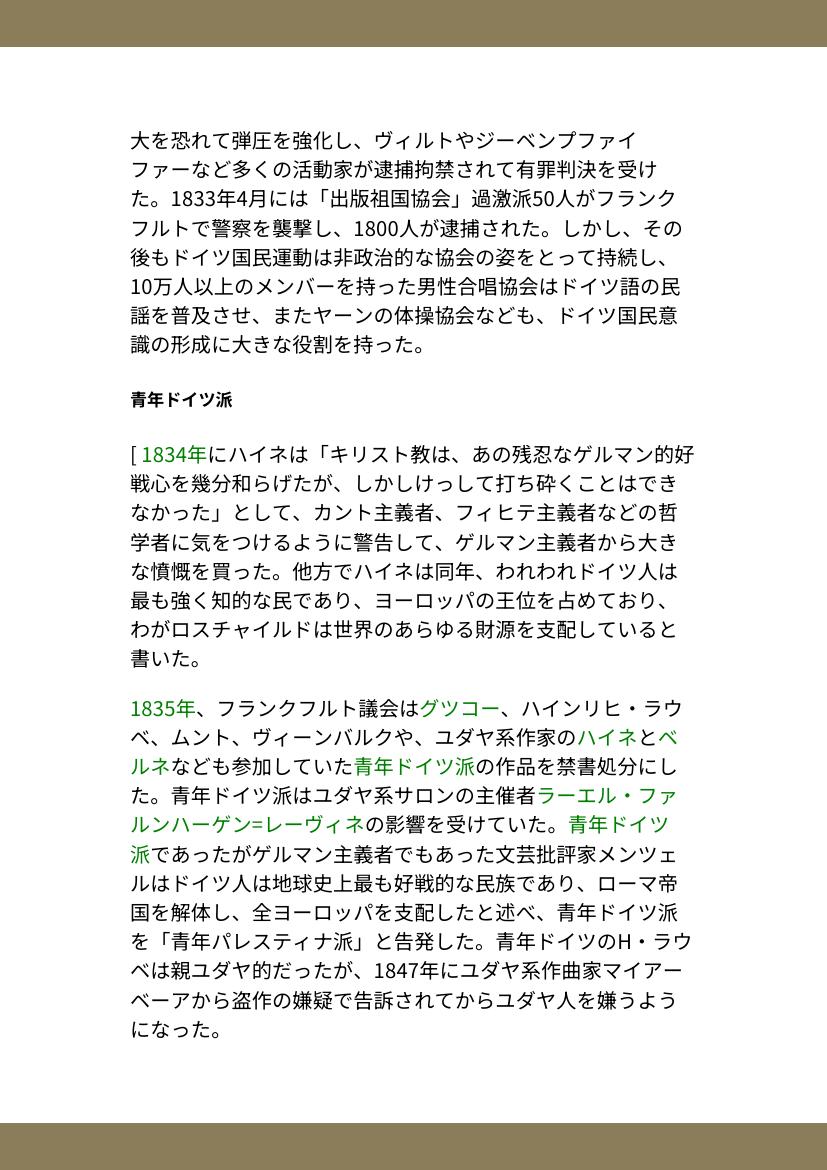 大を恐れて弾圧を強化し、ヴィルトやジーベンプファイ
ファーなど多くの活動家が逮捕拘禁されて有罪判決を受け
た。1833年4月には「出版祖国協会」過激派50人がフランク
フルトで警察を襲撃し、1800人が逮捕された。しかし、その
後もドイツ国民運動は非政治的な協会の姿をとって持続し、
10万人以上のメンバーを持った男性合唱協会はドイツ語の民
謡を普及させ、またヤーンの体操協会なども、ドイツ国民意
識の形成に大きな役割を持った。
青年ドイツ派
[ 1834年にハイネは「キリスト教は、あの残忍なゲルマン的好
戦心を幾分和らげたが、しかしけっして打ち砕くことはでき
なかった」として、カント主義者、フィヒテ主義者などの哲
学者に気をつけるように警告して、ゲルマン主義者から大き
な憤慨を買った。他方でハイネは同年、われわれドイツ人は
最も強く知的な民であり、ヨーロッパの王位を占めており、
わがロスチャイルドは世界のあらゆる財源を支配していると
書いた。
1835年、フランクフルト議会はグツコー、ハインリヒ・ラウ
ベ、ムント、ヴィーンバルクや、ユダヤ系作家のハイネとベ
ルネなども参加していた青年ドイツ派の作品を禁書処分にし
た。青年ドイツ派はユダヤ系サロンの主催者ラーエル・ファ
ルンハーゲン=レーヴィネの影響を受けていた。青年ドイツ
派であったがゲルマン主義者でもあった文芸批評家メンツェ
ルはドイツ人は地球史上最も好戦的な民族であり、ローマ帝
国を解体し、全ヨーロッパを支配したと述べ、青年ドイツ派
を「青年パレスティナ派」と告発した。青年ドイツのH・ラウ
ベは親ユダヤ的だったが、1847年にユダヤ系作曲家マイアー
ベーアから盗作の嫌疑で告訴されてからユダヤ人を嫌うよう
になった。